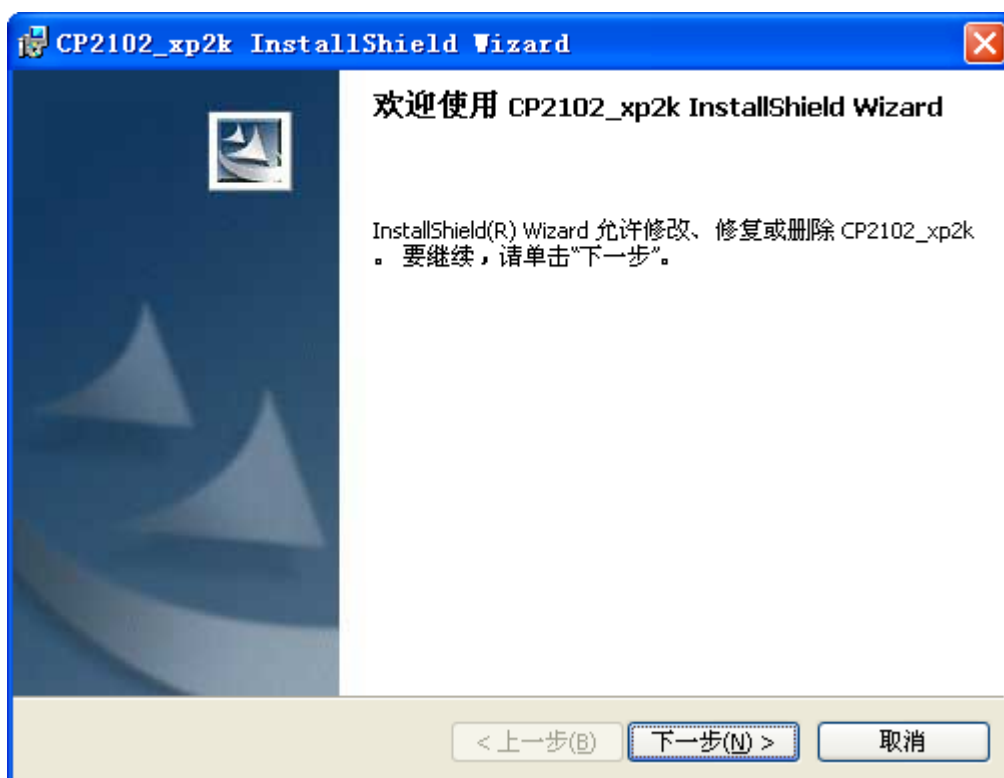 CP2102_xp2k InstallShield Wizard
欢迎使用 CP2102_xp2k InstallShield Wizard
InstallShield(R) Wizard 允许修改、修复或删除 CP2102_xp2k
。 要继续，请单击“下一步”。
< 上一步(B) 下一步(N) > 取消